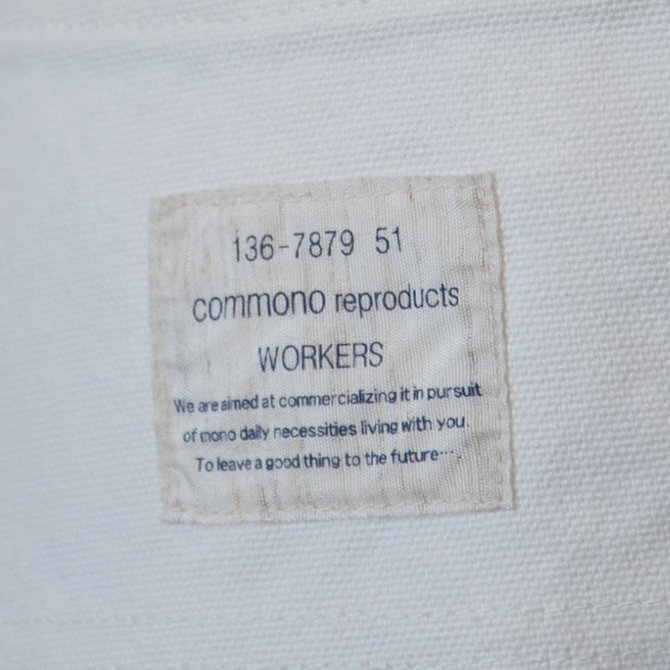 136-7879 51
commono reproducts
WORKERS
We are aimed at commercializing it in pursuit
of mono daily necessities living with you.
To leave a good thing to the future….